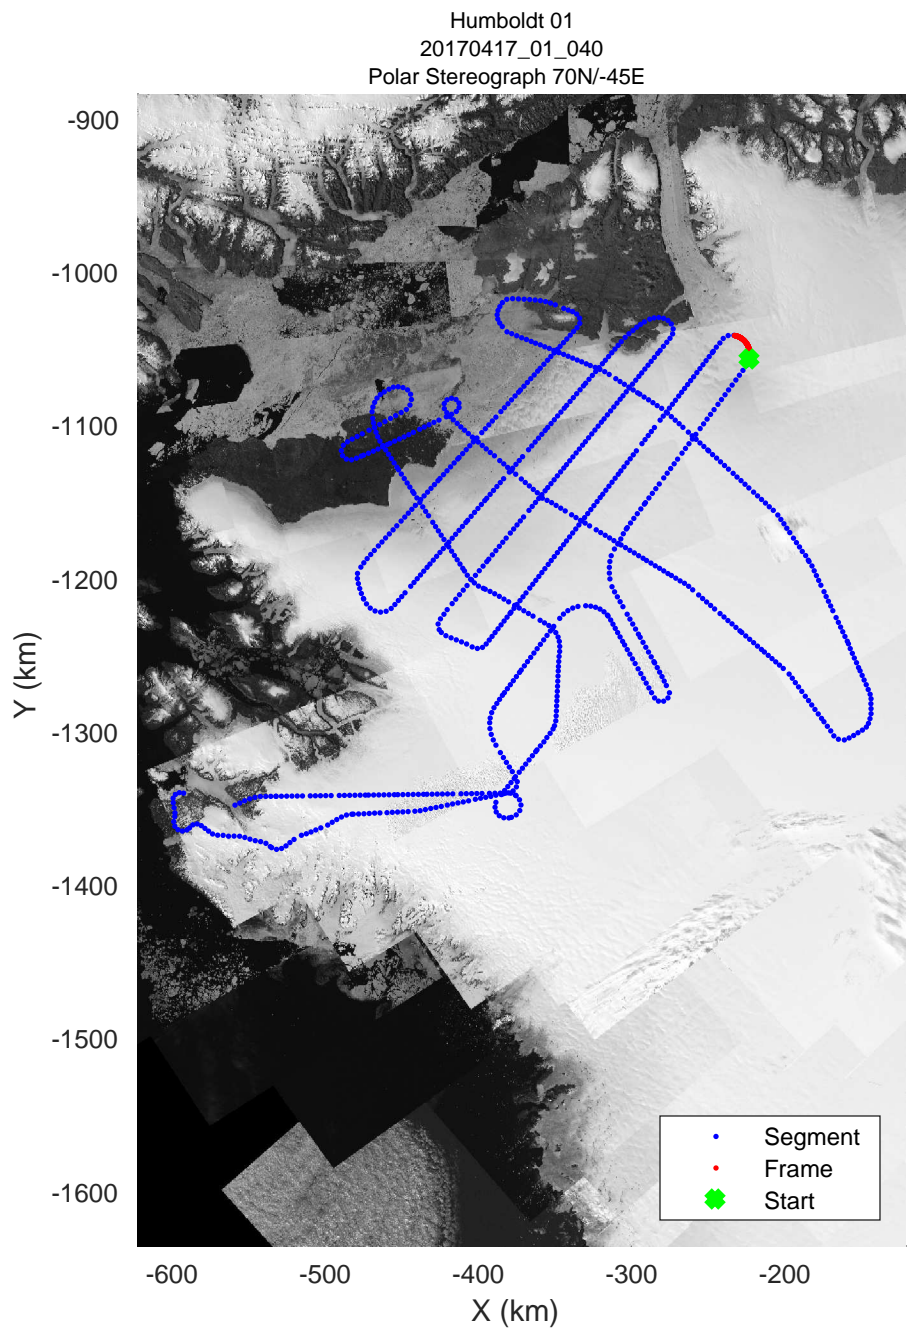 Humboldt 01
20170417_01_040
Polar Stereograph 70N/-45E
-900
-1000
-1100
-1200
-1300
-1400
-1500
-1600
Y (km)
Segment
Frame
Start
-600 -500 -400 -300 -200
X (km)